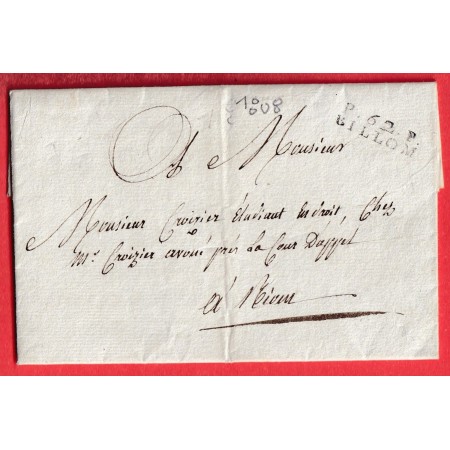 1808
P. 62. P.
BILLOM
A Monsieur
Monsieur Croizier Etudiant en droit, Chez
Mr. Croizier avoué près la Cour Dappel
à Riom